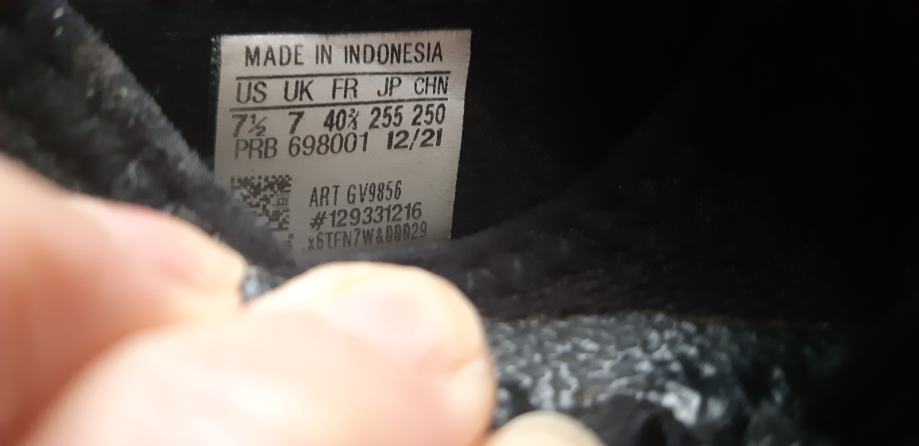 MADE IN INDONESIA
US UK FR JP CHN
7½ 7 40⅔ 255 250
PRB 698001 12/21
ART GV9856
#129331216